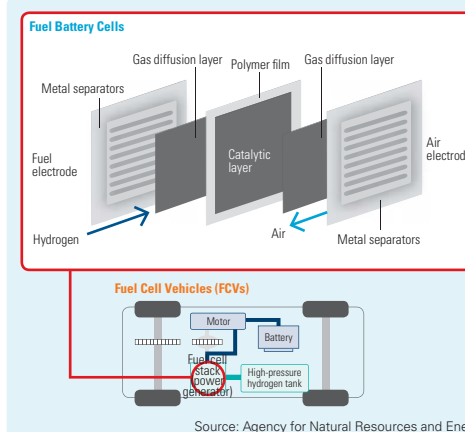 Fuel Battery Cells
Gas diffusion layer
Polymer film
Gas diffusion layer
Metal separators
Fuel
electrode
Catalytic
layer
Air
electrod
Hydrogen
Air
Metal separators
Fuel Cell Vehicles (FCVs)
Motor
Battery
Fuel cell
stack
(power
generator)
High-pressure
hydrogen tank
Source: Agency for Natural Resources and Ene